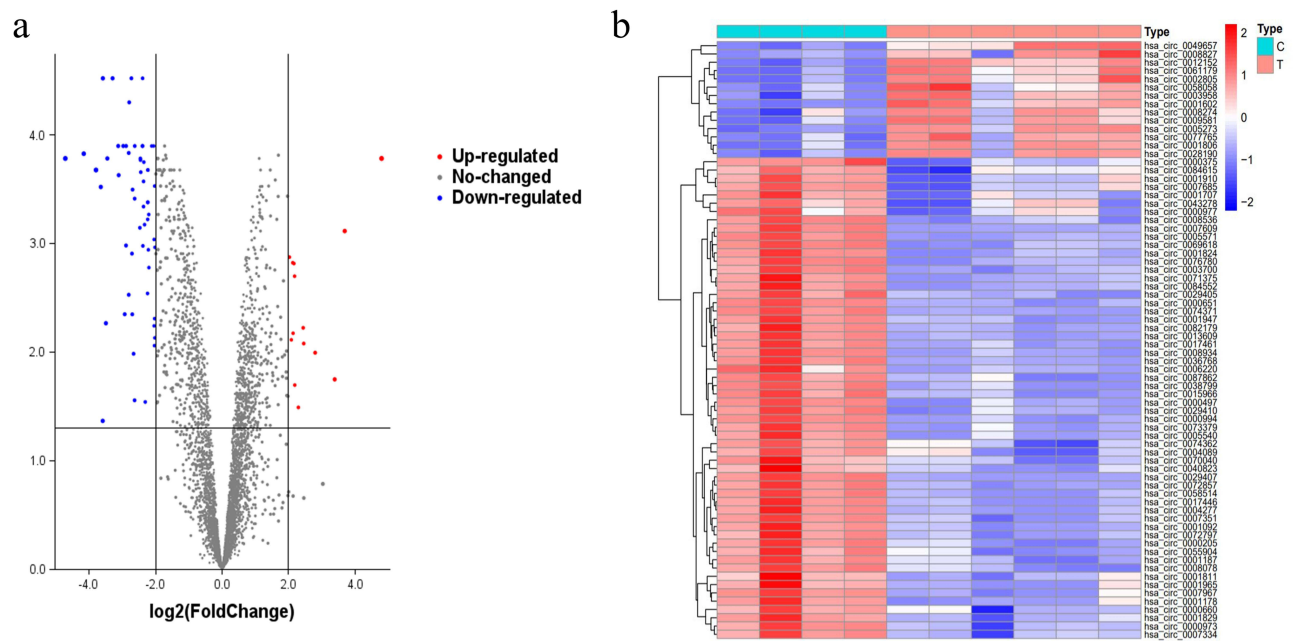 a
4.0
3.0
2.0
1.0
0.0
-4.0
-2.0
0.0
2.0
4.0
log2(FoldChange)
Up-regulated
No-changed
Down-regulated
b
Type
hsa_circ_0049657
hsa_circ_0008827
hsa_circ_0012152
hsa_circ_0061179
hsa_circ_0002805
hsa_circ_0058058
hsa_circ_0003958
hsa_circ_0001602
hsa_circ_0008274
hsa_circ_0009581
hsa_circ_0005273
hsa_circ_0077765
hsa_circ_0001806
hsa_circ_0028190
hsa_circ_0000375
hsa_circ_0084615
hsa_circ_0001910
hsa_circ_0007685
hsa_circ_0001707
hsa_circ_0043278
hsa_circ_0000977
hsa_circ_0008536
hsa_circ_0007609
hsa_circ_0005571
hsa_circ_0069618
hsa_circ_0001824
hsa_circ_0076780
hsa_circ_0003700
hsa_circ_0071375
hsa_circ_0084552
hsa_circ_0029405
hsa_circ_0000651
hsa_circ_0074371
hsa_circ_0001947
hsa_circ_0082179
hsa_circ_0013609
hsa_circ_0017461
hsa_circ_0008934
hsa_circ_0036768
hsa_circ_0006220
hsa_circ_0087862
hsa_circ_0038799
hsa_circ_0015966
hsa_circ_0000497
hsa_circ_0029410
hsa_circ_0000994
hsa_circ_0073379
hsa_circ_0005540
hsa_circ_0074362
hsa_circ_0004089
hsa_circ_0070040
hsa_circ_0040823
hsa_circ_0029407
hsa_circ_0072857
hsa_circ_0058514
hsa_circ_0017446
hsa_circ_0004277
hsa_circ_0007351
hsa_circ_0001092
hsa_circ_0072797
hsa_circ_0000205
hsa_circ_0055904
hsa_circ_0001187
hsa_circ_0008078
hsa_circ_0001811
hsa_circ_0001965
hsa_circ_0007967
hsa_circ_0001178
hsa_circ_0000660
hsa_circ_0001829
hsa_circ_0000973
hsa_circ_0007334
2
1
0
−1
−2
Type
C
T